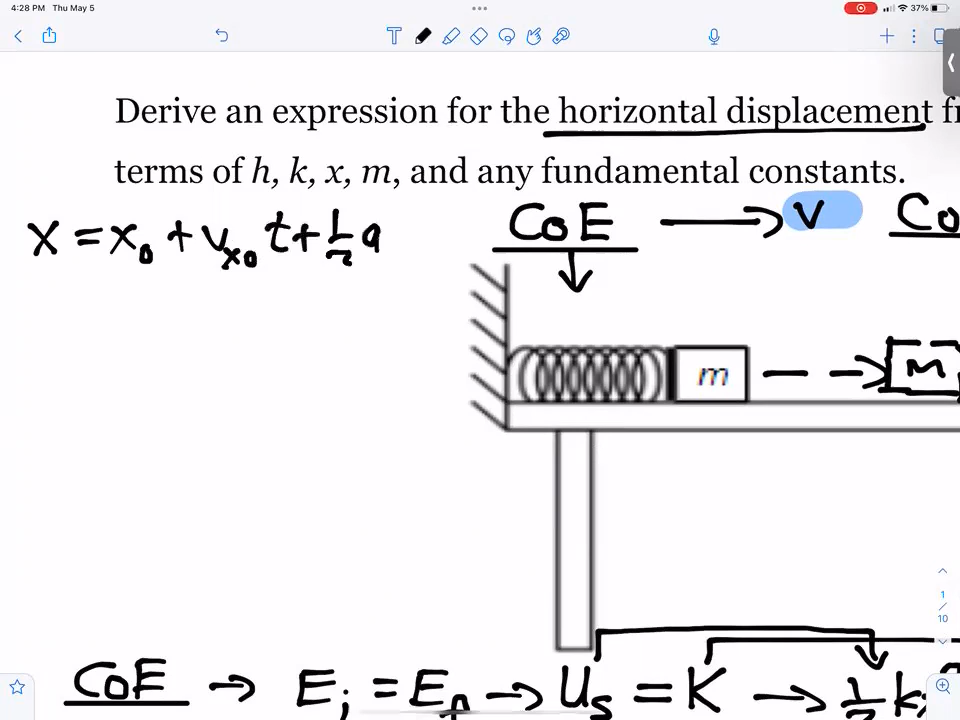 4:28 PM Thu May 5
37%
Derive an expression for the horizontal displacement
terms of h, k, x, m, and any fundamental constants.
CoE → v
x = x₀ + vₓ₀ t + ½ a
m
m
1
/
10
CoE → Eᵢ = E_f → Uₛ = K → ½ k